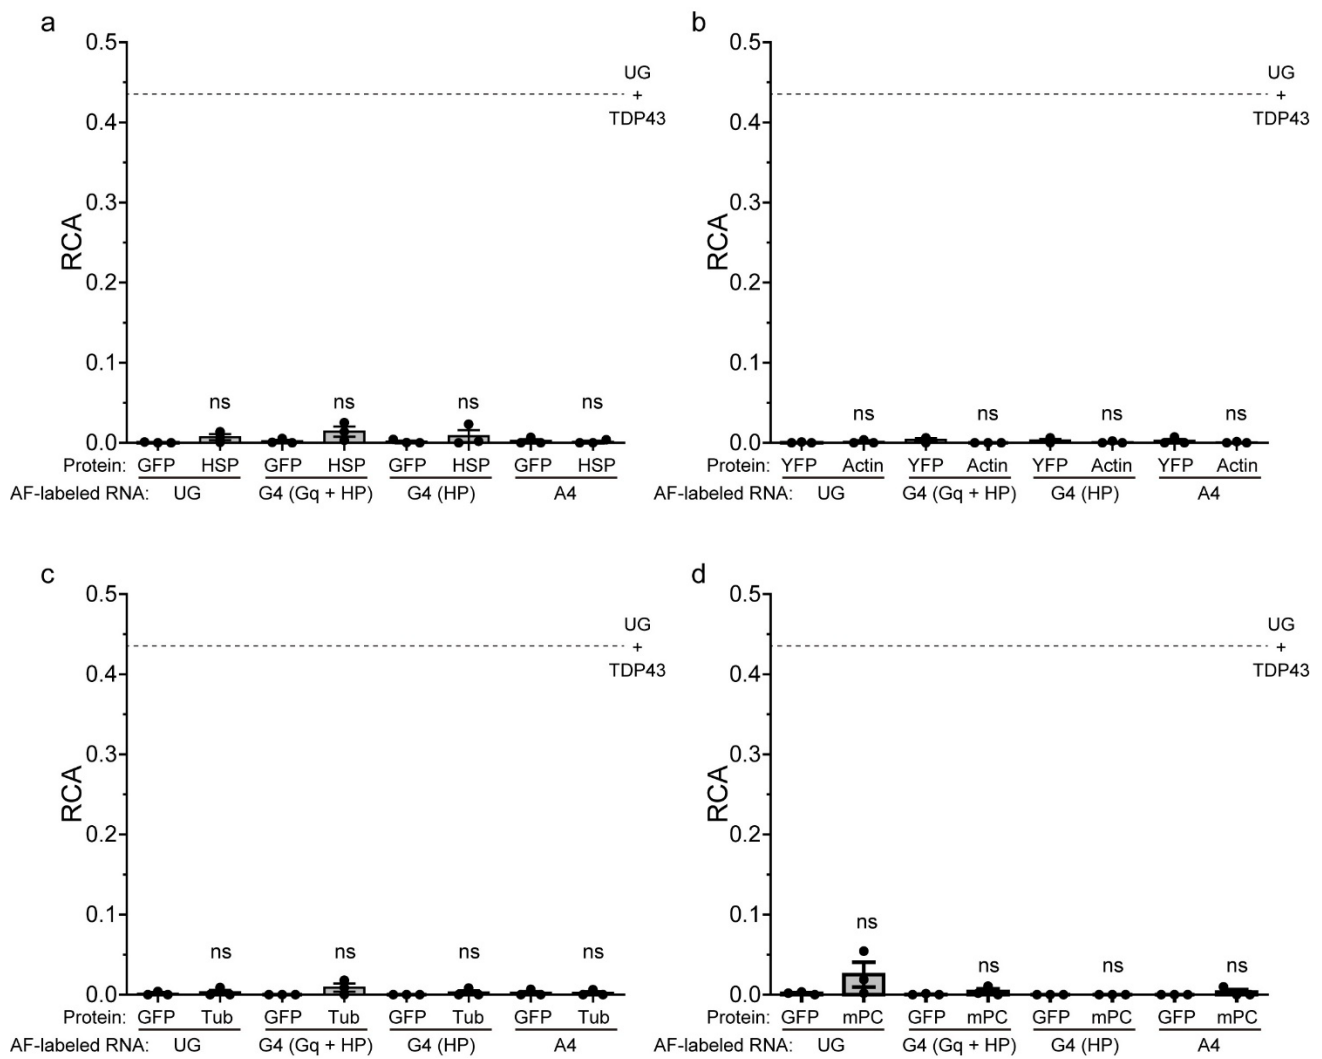 a
0.5
0.4
0.3
0.2
0.1
0.0
RCA
UG
+
TDP43
ns ns ns ns
Protein: GFP HSP GFP HSP GFP HSP GFP HSP
AF-labeled RNA: UG G4 (Gq + HP) G4 (HP) A4
b
0.5
0.4
0.3
0.2
0.1
0.0
RCA
UG
+
TDP43
ns ns ns ns
Protein: YFP Actin YFP Actin YFP Actin YFP Actin
AF-labeled RNA: UG G4 (Gq + HP) G4 (HP) A4
c
0.5
0.4
0.3
0.2
0.1
0.0
RCA
UG
+
TDP43
ns ns ns ns
Protein: GFP Tub GFP Tub GFP Tub GFP Tub
AF-labeled RNA: UG G4 (Gq + HP) G4 (HP) A4
d
0.5
0.4
0.3
0.2
0.1
0.0
RCA
UG
+
TDP43
ns ns ns ns
Protein: GFP mPC GFP mPC GFP mPC GFP mPC
AF-labeled RNA: UG G4 (Gq + HP) G4 (HP) A4